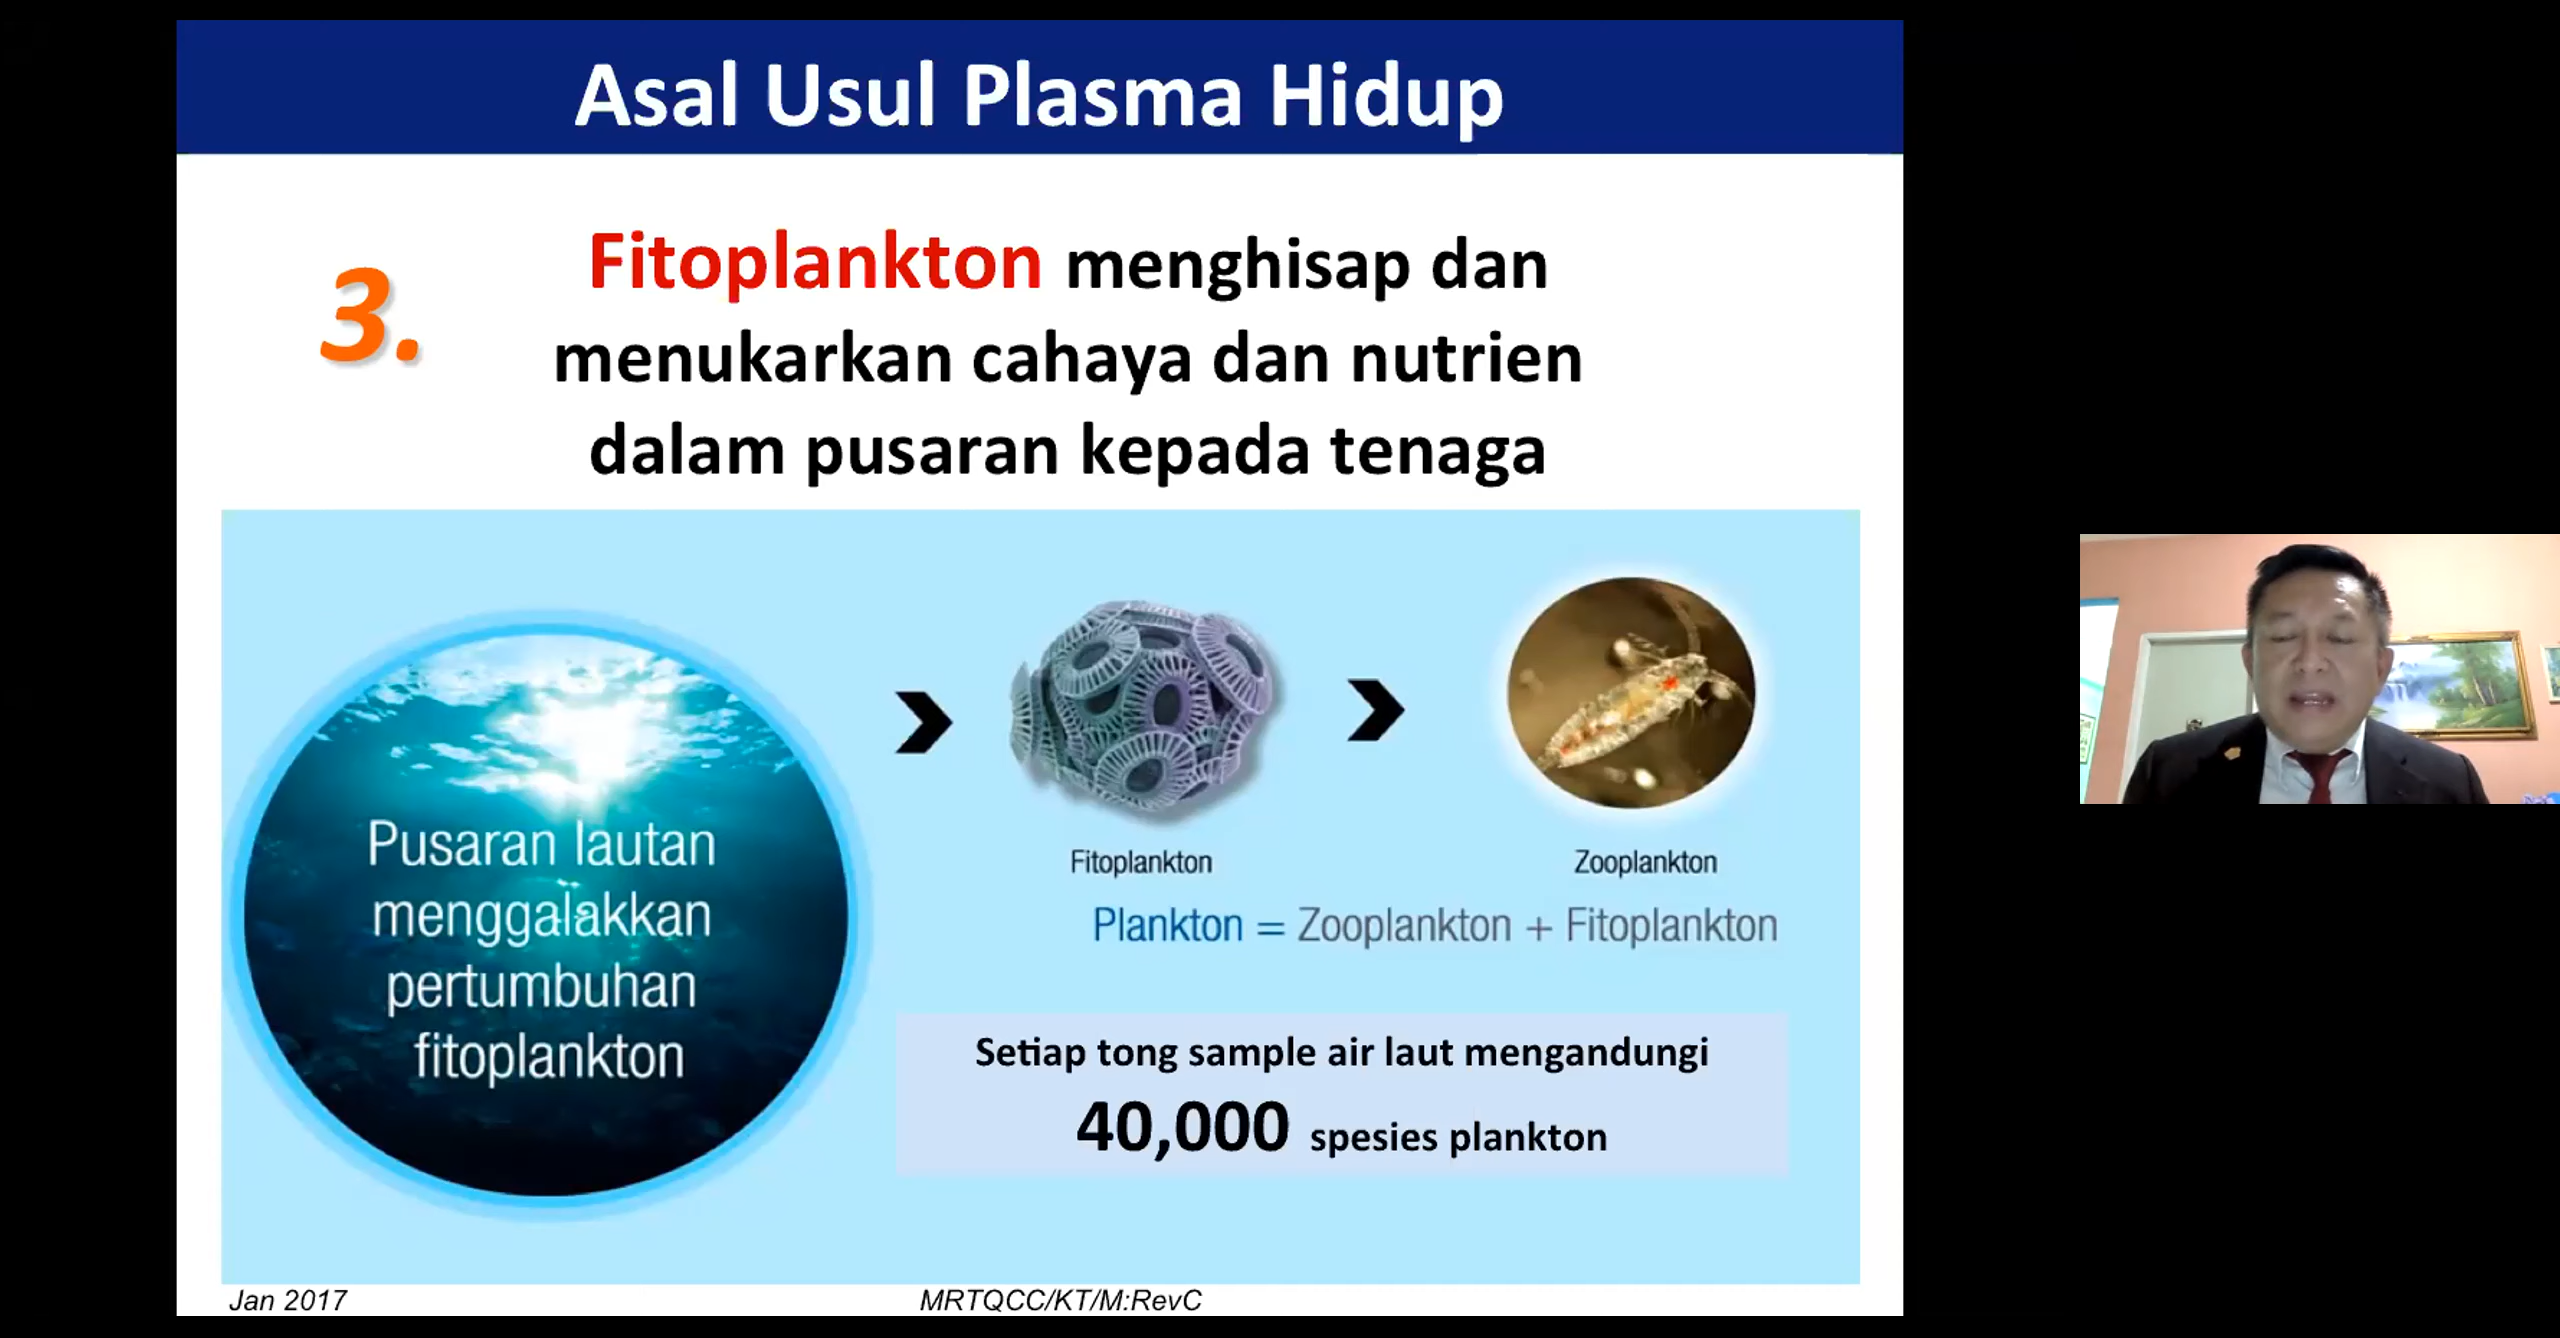 Asal Usul Plasma Hidup
3.
Fitoplankton menghisap dan
menukarkan cahaya dan nutrien
dalam pusaran kepada tenaga
Pusaran lautan
menggalakkan
pertumbuhan
fitoplankton
Fitoplankton
Zooplankton
Plankton = Zooplankton + Fitoplankton
Setiap tong sample air laut mengandungi
40,000 spesies plankton
Jan 2017
MRTQCC/KT/M:RevC